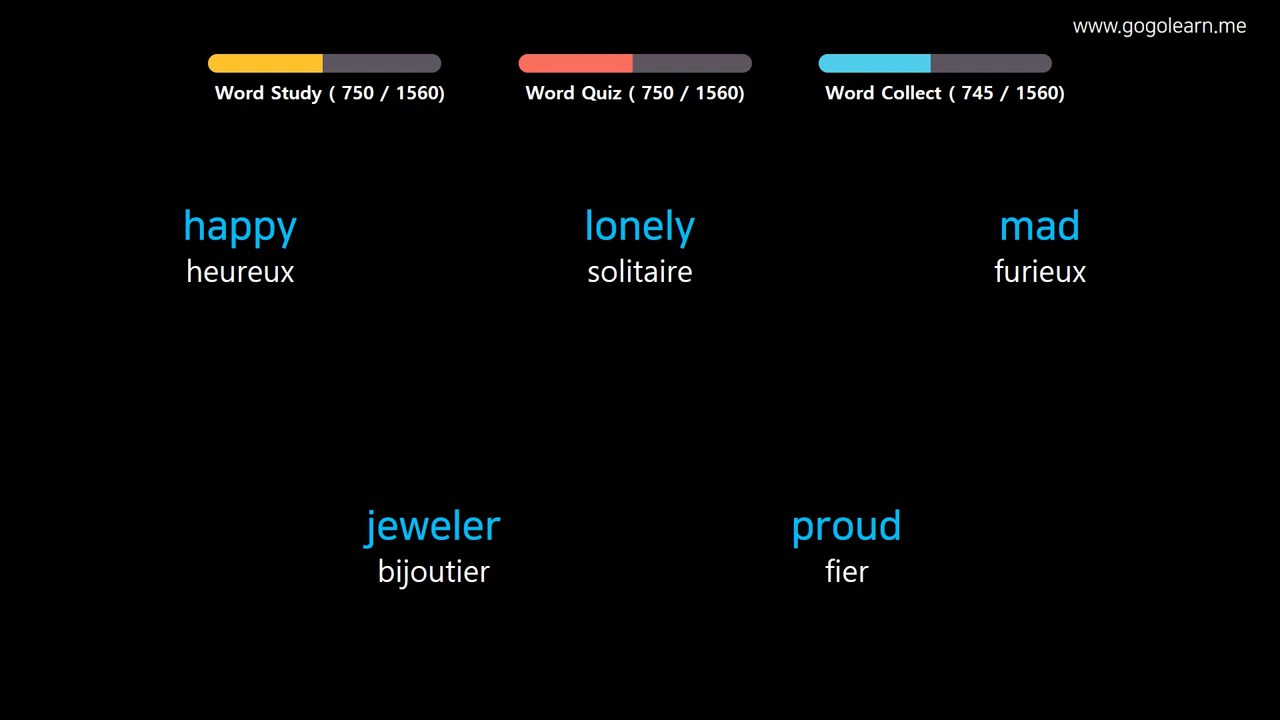 www.gogolearn.me
Word Study ( 750 / 1560)
Word Quiz ( 750 / 1560)
Word Collect ( 745 / 1560)
happy
heureux
lonely
solitaire
mad
furieux
jeweler
bijoutier
proud
fier